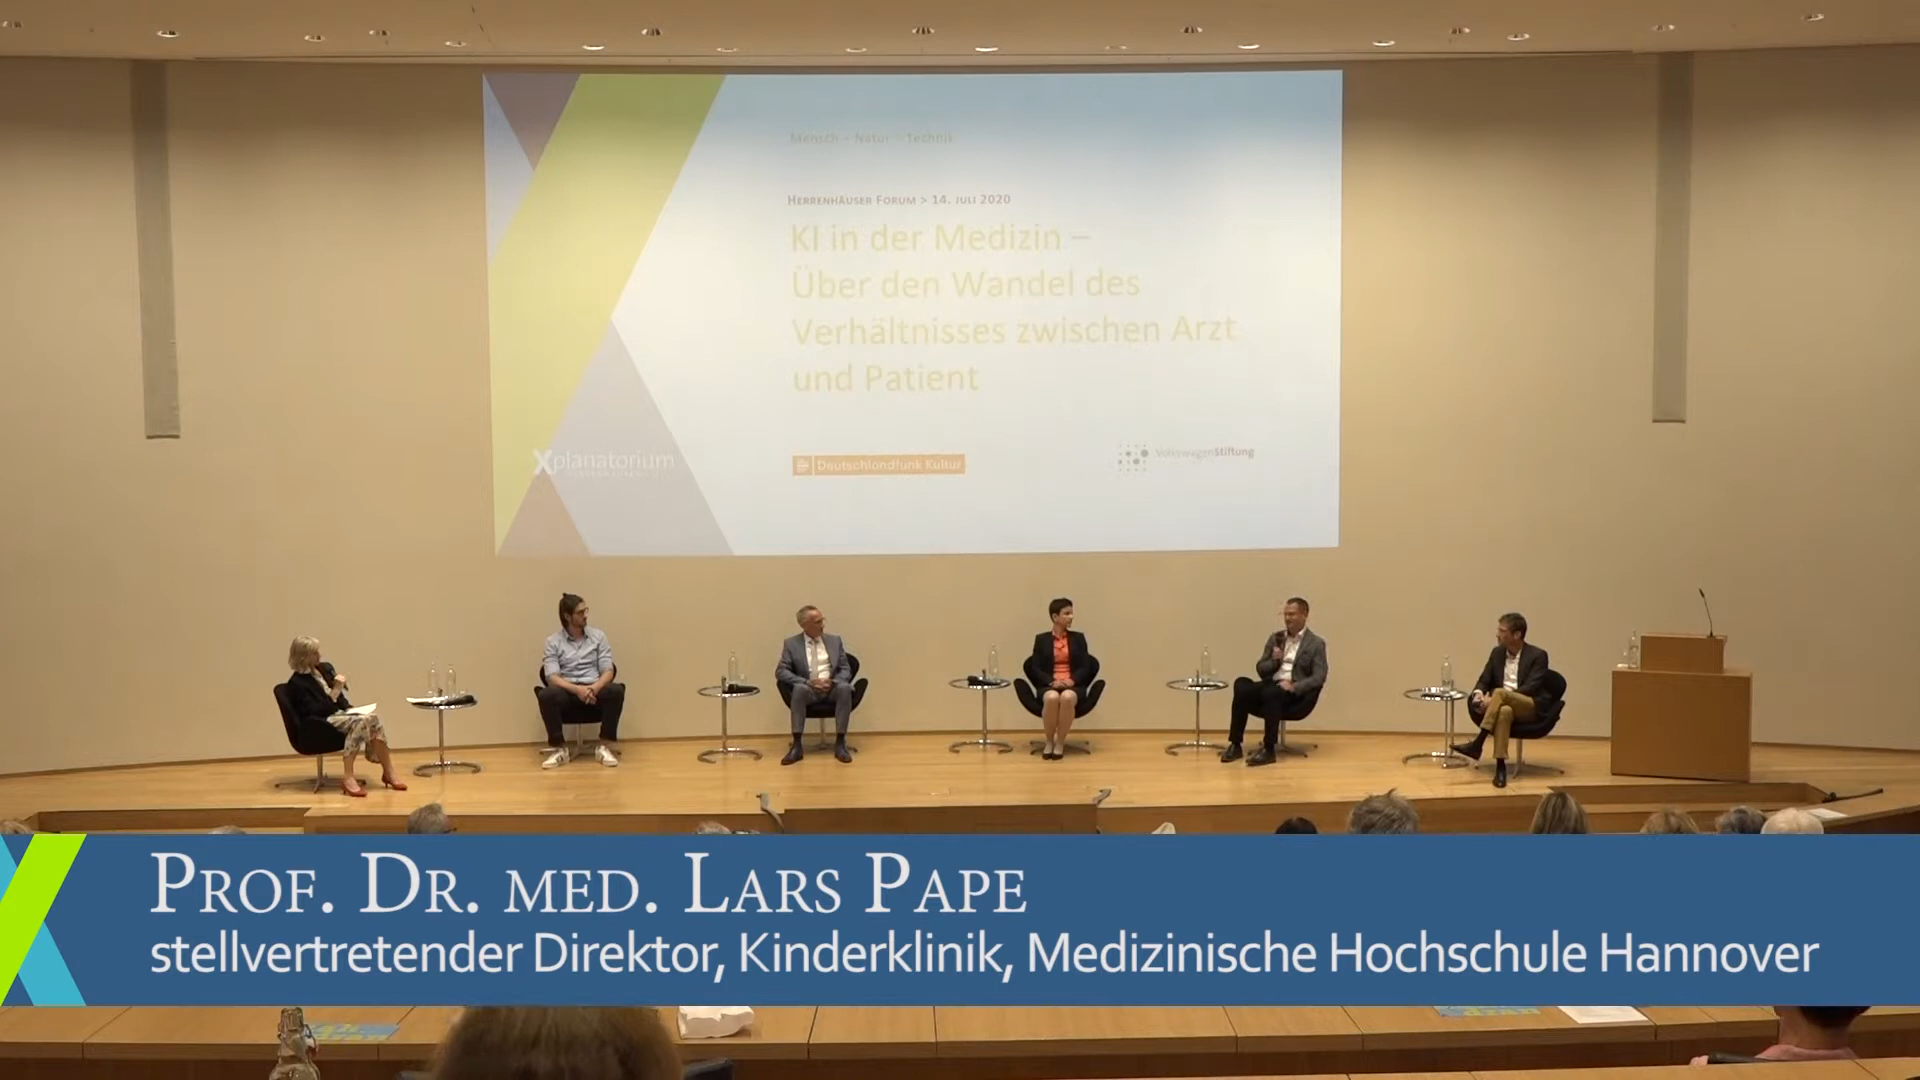 Mensch – Natur – Technik
HERRENHÄUSER FORUM > 14. JULI 2020
KI in der Medizin –
Über den Wandel des
Verhältnisses zwischen Arzt
und Patient
Xplanatorium
Deutschlandfunk Kultur
VolkswagenStiftung
PROF. DR. MED. LARS PAPE
stellvertretender Direktor, Kinderklinik, Medizinische Hochschule Hannover